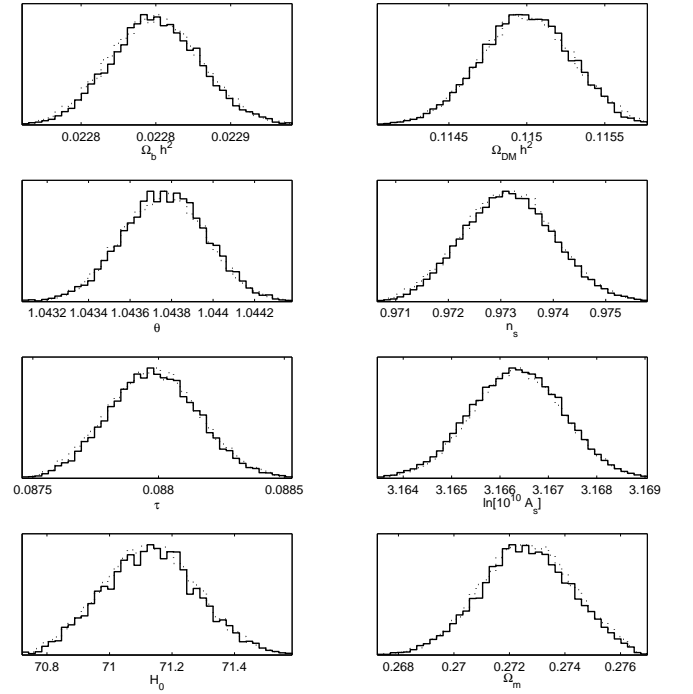 0.0228 0.0228 0.0229
Ω_b h²
0.1145 0.115 0.1155
Ω_DM h²
1.0432 1.0434 1.0436 1.0438 1.044 1.0442
θ
0.971 0.972 0.973 0.974 0.975
n_s
0.0875 0.088 0.0885
τ
3.164 3.165 3.166 3.167 3.168 3.169
ln[10¹⁰ A_s]
70.8 71 71.2 71.4
H_0
0.268 0.27 0.272 0.274 0.276
Ω_m